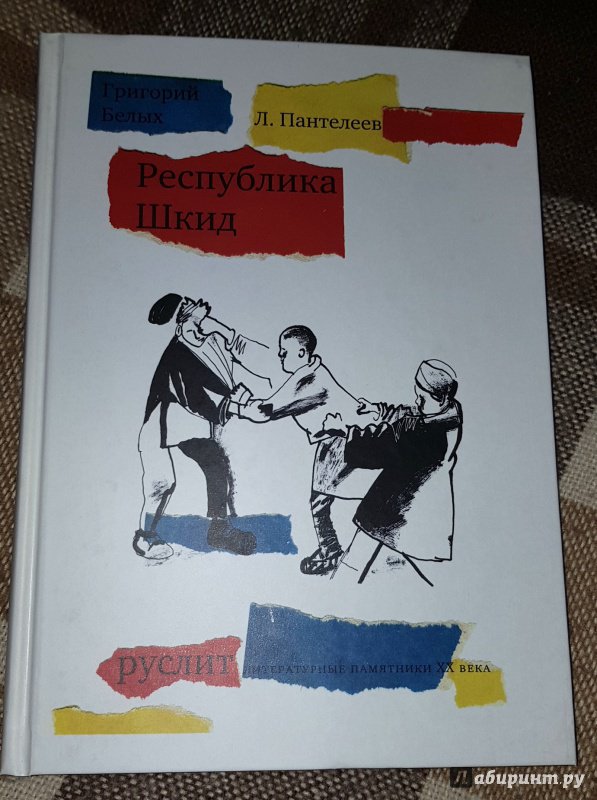 Григорий
Белых
Л. Пантелеев
Республика
Шкид
руслит
литературные памятники XX века
Лабиринт.ру